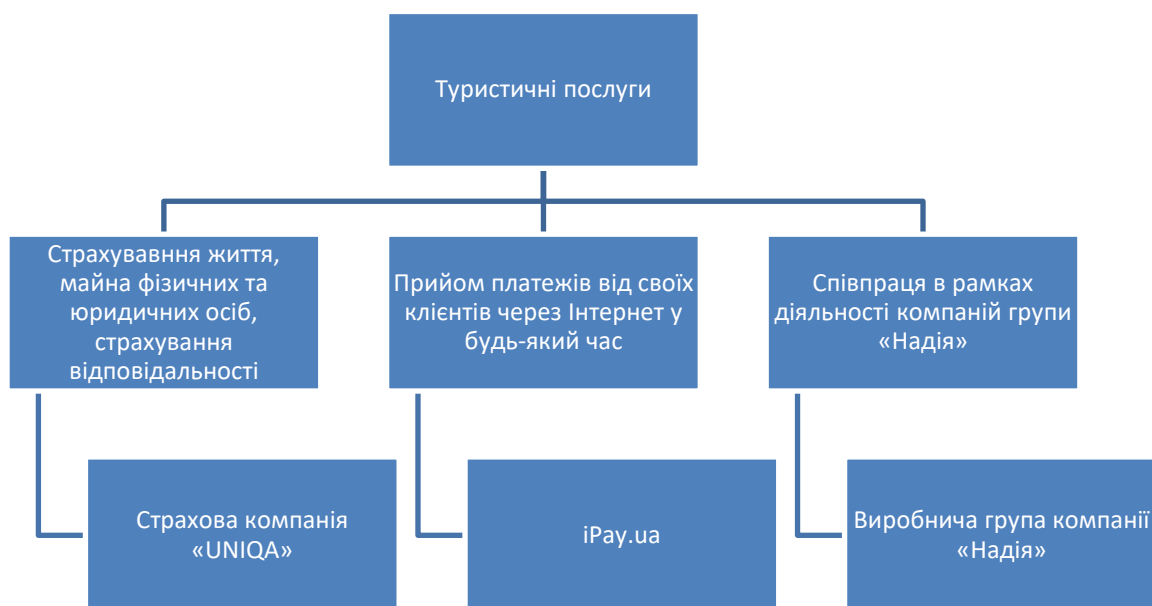 Туристичні послуги
Страхуваввня життя,
майна фізичних та
юридичних осіб,
страхування
відповідальності
Прийом платежів від своїх
клієнтів через Інтернет у
будь-який час
Співпраця в рамках
діяльності компаній групи
«Надія»
Страхова компанія
«UNIQA»
iPay.ua
Виробнича група компанії
«Надія»